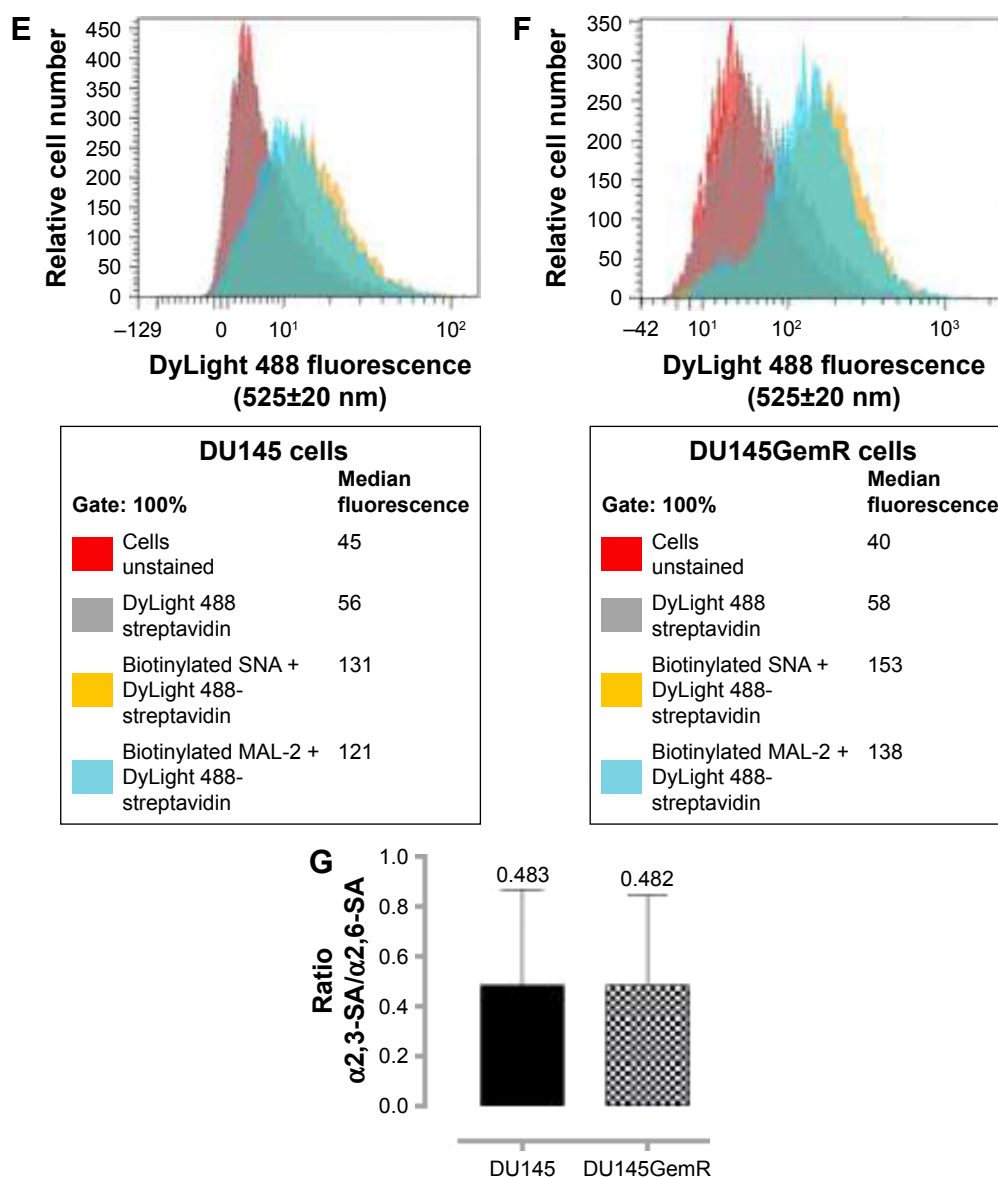 E
Relative cell number
450
400
350
300
250
200
150
100
50
0
–129
0
10¹
10²
DyLight 488 fluorescence
(525±20 nm)
F
Relative cell number
350
300
250
200
150
100
50
0
–42
10¹
10²
10³
DyLight 488 fluorescence
(525±20 nm)
DU145 cells
Gate: 100%
Median
fluorescence
Cells
unstained
45
DyLight 488
streptavidin
56
Biotinylated SNA +
DyLight 488-
streptavidin
131
Biotinylated MAL-2 +
DyLight 488-
streptavidin
121
DU145GemR cells
Gate: 100%
Median
fluorescence
Cells
unstained
40
DyLight 488
streptavidin
58
Biotinylated SNA +
DyLight 488-
streptavidin
153
Biotinylated MAL-2 +
DyLight 488-
streptavidin
138
G
Ratio
α2,3-SA/α2,6-SA
1.0
0.8
0.6
0.4
0.2
0.0
0.483
0.482
DU145
DU145GemR